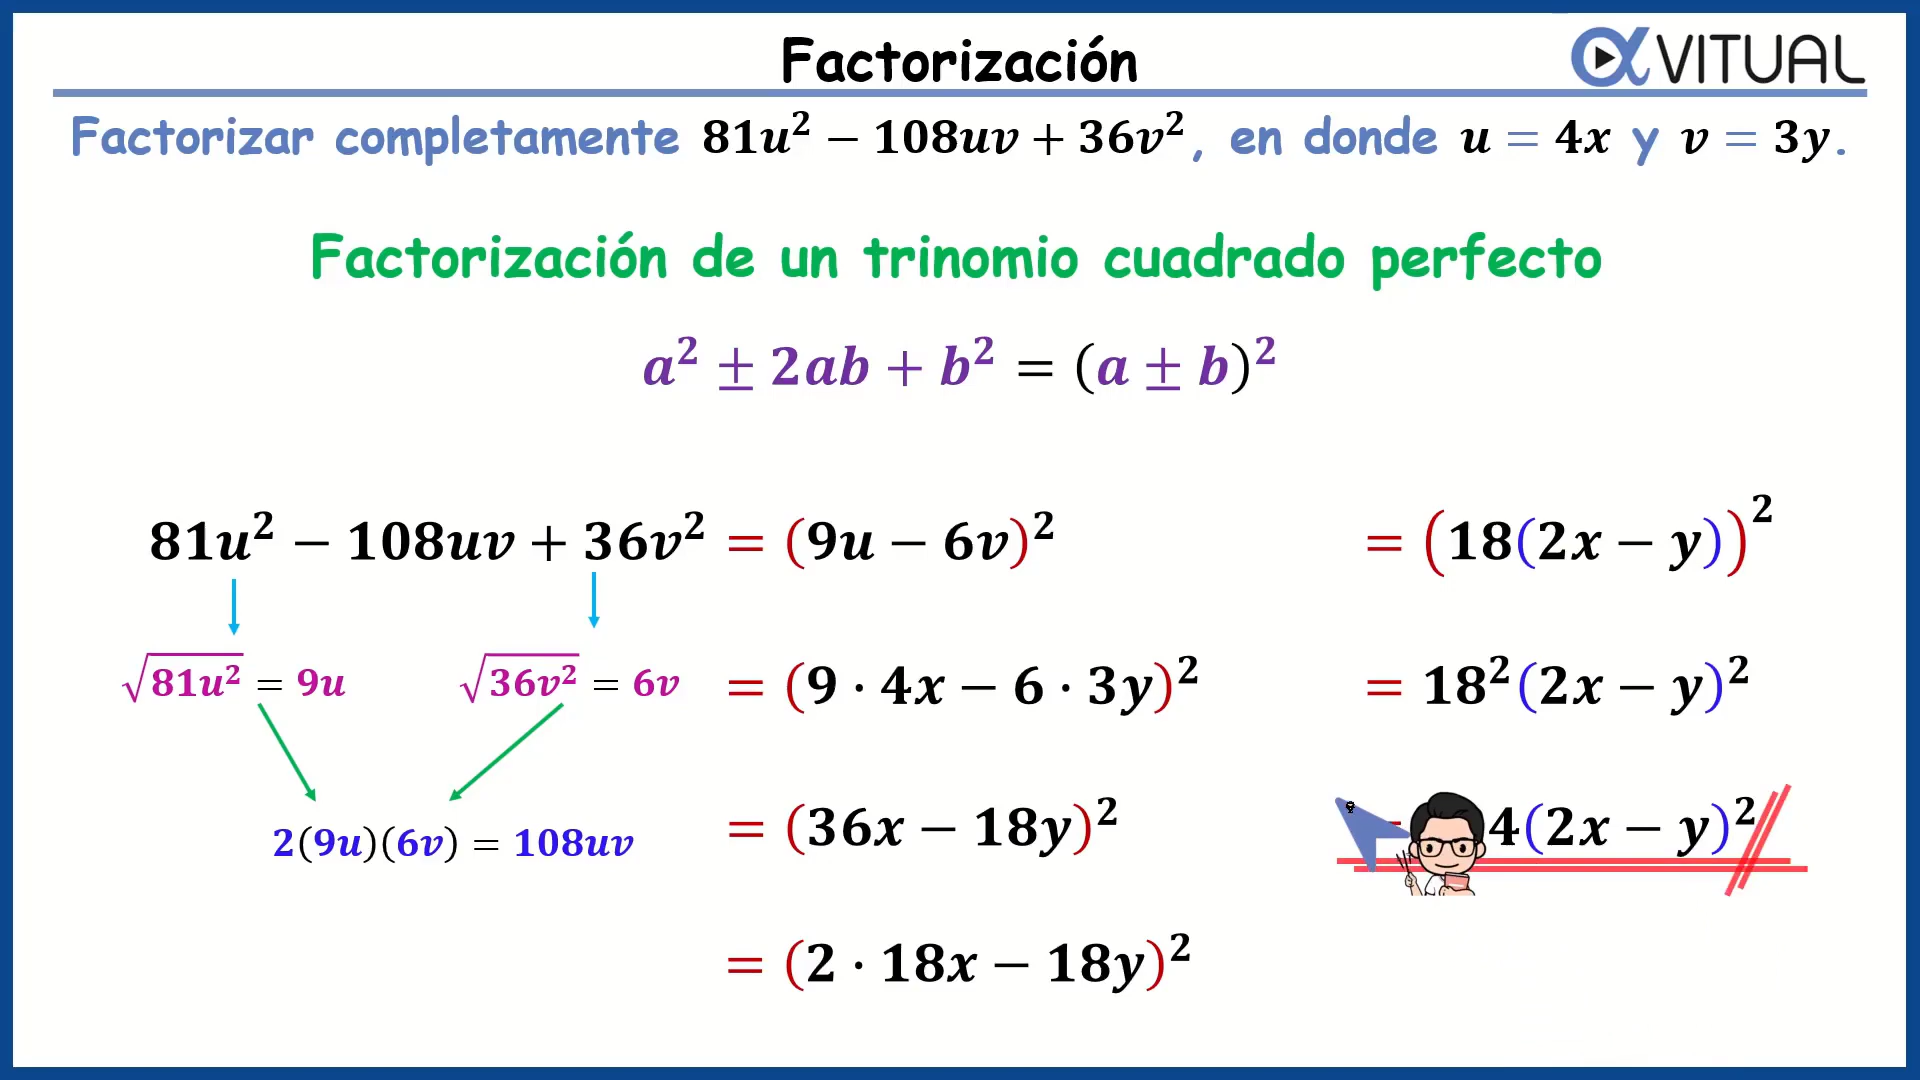 Factorización
αVITUAL
Factorizar completamente 81u² − 108uv + 36v², en donde u = 4x y v = 3y.
Factorización de un trinomio cuadrado perfecto
a² ± 2ab + b² = (a ± b)²
81u² − 108uv + 36v² = (9u − 6v)²
√81u² = 9u
√36v² = 6v
2(9u)(6v) = 108uv
= (9 · 4x − 6 · 3y)²
= (36x − 18y)²
= (2 · 18x − 18y)²
= (18(2x − y))²
= 18²(2x − y)²
4(2x − y)²